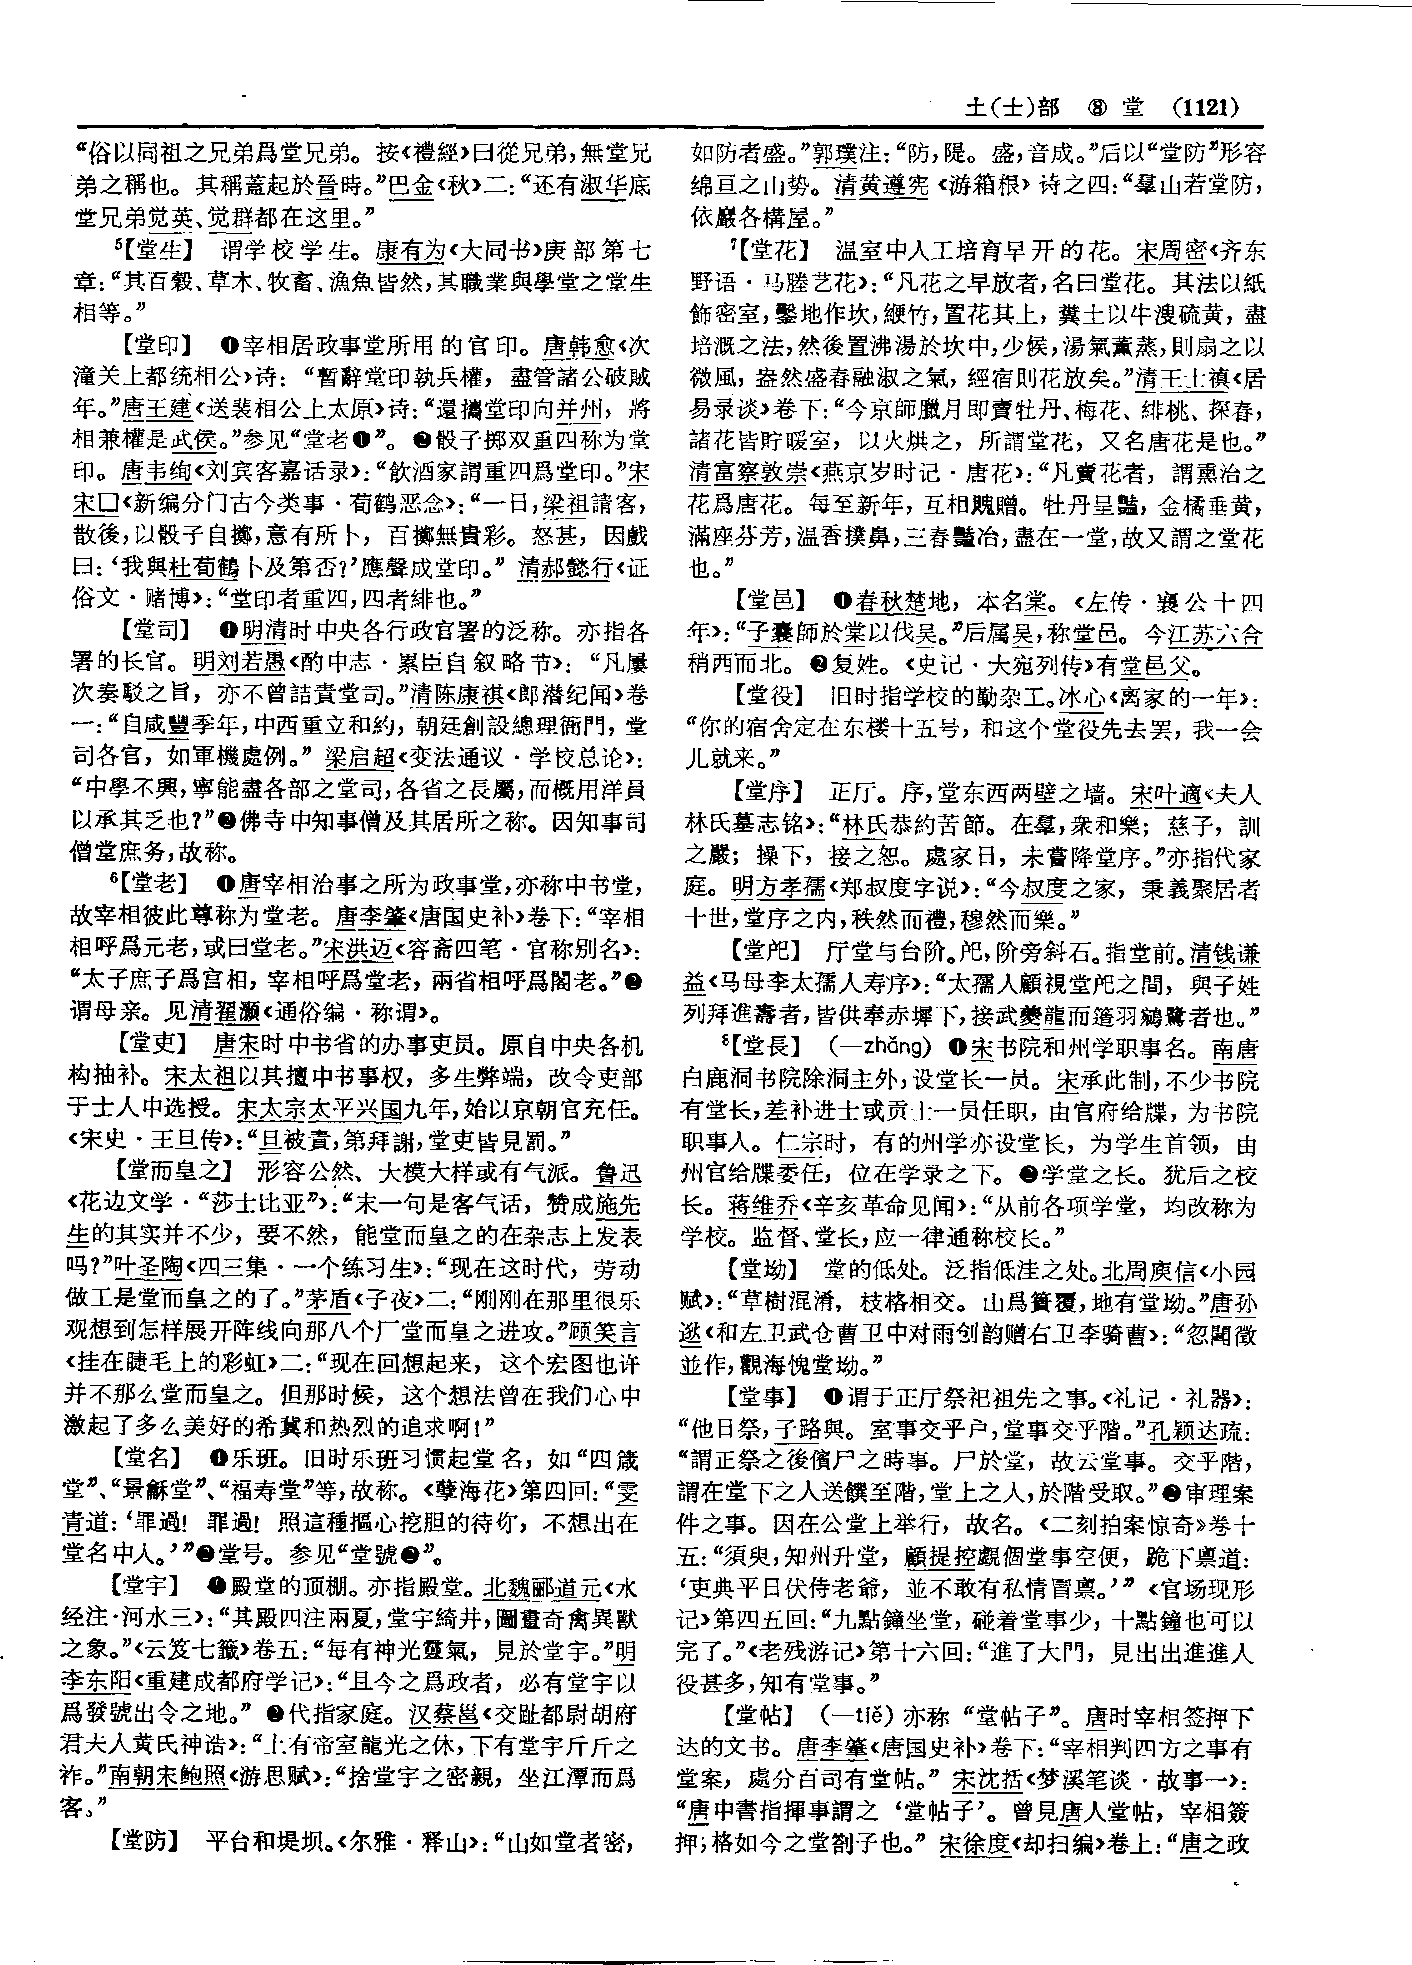 土(士)部 ⑧ 堂 (1121)
“俗以同祖之兄弟爲堂兄弟。按《禮經》曰從兄弟,無堂兄
弟之稱也。其稱蓋起於晉時。”巴金《秋》二:“还有淑华底
堂兄弟觉英、觉群都在这里。”
⁵【堂生】 谓学校学生。康有为《大同书》庚部第七
章:“其百穀、草木、牧畜、漁魚皆然,其職業與學堂之堂生
相等。”
【堂印】 ❶宰相居政事堂所用的官印。唐韩愈《次
潼关上都统相公》诗:“暫辭堂印執兵權,盡管諸公破賊
年。”唐王建《送裴相公上太原》诗:“還攜堂印向并州,將
相兼權是武侯。”参见“堂老❶”。❷骰子掷双重四称为堂
印。唐韦绚《刘宾客嘉话录》:“飲酒家謂重四爲堂印。”宋
宋囗《新编分门古今类事·荀鹤恶念》:“一日,梁祖請客,
散後,以骰子自擲,意有所卜,百擲無貴彩。怒甚,因戲
曰:‘我與杜荀鶴卜及第否?’應聲成堂印。”清郝懿行《证
俗文·赌博》:“堂印者重四,四者緋也。”
【堂司】 ❶明清时中央各行政官署的泛称。亦指各
署的长官。明刘若愚《酌中志·累臣自叙略节》:“凡屢
次奏駁之旨,亦不曾詰責堂司。”清陈康祺《郎潜纪闻》卷
一:“自咸豐季年,中西重立和約,朝廷創設總理衙門,堂
司各官,如軍機處例。”梁启超《变法通议·学校总论》:
“中學不興,寧能盡各部之堂司,各省之長屬,而概用洋員
以承其乏也?”❷佛寺中知事僧及其居所之称。因知事司
僧堂庶务,故称。
⁶【堂老】 ❶唐宰相治事之所为政事堂,亦称中书堂,
故宰相彼此尊称为堂老。唐李肇《唐国史补》卷下:“宰相
相呼爲元老,或曰堂老。”宋洪迈《容斋四笔·官称别名》:
“太子庶子爲宫相,宰相呼爲堂老,兩省相呼爲閣老。”❷
谓母亲。见清翟灏《通俗编·称谓》。
【堂吏】 唐宋时中书省的办事吏员。原自中央各机
构抽补。宋太祖以其擅中书事权,多生弊端,改令吏部
于士人中选授。宋太宗太平兴国九年,始以京朝官充任。
《宋史·王旦传》:“旦被責,第拜謝,堂吏皆見罰。”
【堂而皇之】 形容公然、大模大样或有气派。鲁迅
《花边文学·“莎士比亚”》:“末一句是客气话,赞成施先
生的其实并不少,要不然,能堂而皇之的在杂志上发表
吗?”叶圣陶《四三集·一个练习生》:“现在这时代,劳动
做工是堂而皇之的了。”茅盾《子夜》二:“刚刚在那里很乐
观想到怎样展开阵线向那八个厂堂而皇之进攻。”顾笑言
《挂在睫毛上的彩虹》二:“现在回想起来,这个宏图也许
并不那么堂而皇之。但那时候,这个想法曾在我们心中
激起了多么美好的希冀和热烈的追求啊!”
【堂名】 ❶乐班。旧时乐班习惯起堂名,如“四箴
堂”、“景龢堂”、“福寿堂”等,故称。《孽海花》第四回:“雯
青道:‘罪過!罪過!照這種摳心挖胆的待你,不想出在
堂名中人。’”❷堂号。参见“堂號❷”。
【堂宇】 ❶殿堂的顶棚。亦指殿堂。北魏郦道元《水
经注·河水三》:“其殿四注兩夏,堂宇綺井,圖畫奇禽異獸
之象。”《云笈七籤》卷五:“每有神光靈氣,見於堂宇。”明
李东阳《重建成都府学记》:“且今之爲政者,必有堂宇以
爲發號出令之地。”❷代指家庭。汉蔡邕《交趾都尉胡府
君夫人黄氏神诰》:“上有帝室龍光之休,下有堂宇斤斤之
祚。”南朝宋鲍照《游思赋》:“捨堂宇之密親,坐江潭而爲
客。”
【堂防】 平台和堤坝。《尔雅·释山》:“山如堂者密,
如防者盛。”郭璞注:“防,隄。盛,音成。”后以“堂防”形容
绵亘之山势。清黄遵宪《游箱根》诗之四:“羣山若堂防,
依巖各構屋。”
⁷【堂花】 温室中人工培育早开的花。宋周密《齐东
野语·马塍艺花》:“凡花之早放者,名曰堂花。其法以紙
飾密室,鑿地作坎,緶竹,置花其上,糞土以牛溲硫黄,盡
培溉之法,然後置沸湯於坎中,少候,湯氣薰蒸,則扇之以
微風,盎然盛春融淑之氣,經宿則花放矣。”清王士禛《居
易录谈》卷下:“今京師臘月即賣牡丹、梅花、緋桃、探春,
諸花皆貯暖室,以火烘之,所謂堂花,又名唐花是也。”
清富察敦崇《燕京岁时记·唐花》:“凡賣花者,謂熏治之
花爲唐花。每至新年,互相餽贈。牡丹呈豔,金橘垂黄,
滿座芬芳,温香撲鼻,三春豔冶,盡在一堂,故又謂之堂花
也。”
【堂邑】 ❶春秋楚地,本名棠。《左传·襄公十四
年》:“子囊師於棠以伐吴。”后属吴,称堂邑。今江苏六合
稍西而北。❷复姓。《史记·大宛列传》有堂邑父。
【堂役】 旧时指学校的勤杂工。冰心《离家的一年》:
“你的宿舍定在东楼十五号,和这个堂役先去罢,我一会
儿就来。”
【堂序】 正厅。序,堂东西两壁之墙。宋叶適《夫人
林氏墓志铭》:“林氏恭約苦節。在羣,衆和樂;慈子,訓
之嚴;操下,接之恕。處家日,未嘗降堂序。”亦指代家
庭。明方孝孺《郑叔度字说》:“今叔度之家,秉義聚居者
十世,堂序之内,秩然而禮,穆然而樂。”
【堂戺】 厅堂与台阶。戺,阶旁斜石。指堂前。清钱谦
益《马母李太孺人寿序》:“太孺人顧視堂戺之間,與子姓
列拜進壽者,皆供奉赤墀下,接武夔龍而簉羽鵷鷺者也。”
⁸【堂長】 (—zhǎng) ❶宋书院和州学职事名。南唐
白鹿洞书院除洞主外,设堂长一员。宋承此制,不少书院
有堂长,差补进士或贡士一员任职,由官府给牒,为书院
职事人。仁宗时,有的州学亦设堂长,为学生首领,由
州官给牒委任,位在学录之下。❷学堂之长。犹后之校
长。蒋维乔《辛亥革命见闻》:“从前各项学堂,均改称为
学校。监督、堂长,应一律通称校长。”
【堂坳】 堂的低处。泛指低洼之处。北周庾信《小园
赋》:“草樹混淆,枝格相交。山爲簣覆,地有堂坳。”唐孙
逖《和左卫武仓曹卫中对雨创韵赠右卫李骑曹》:“忽聞徵
並作,觀海愧堂坳。”
【堂事】 ❶谓于正厅祭祀祖先之事。《礼记·礼器》:
“他日祭,子路與。室事交乎户,堂事交乎階。”孔颖达疏:
“謂正祭之後儐尸之時事。尸於堂,故云堂事。交乎階,
謂在堂下之人送饌至階,堂上之人,於階受取。”❷审理案
件之事。因在公堂上举行,故名。《二刻拍案惊奇》卷十
五:“須臾,知州升堂,顧提控覷個堂事空便,跪下禀道:
‘吏典平日伏侍老爺,並不敢有私情冒禀。’”《官场现形
记》第四五回:“九點鐘坐堂,碰着堂事少,十點鐘也可以
完了。”《老残游记》第十六回:“進了大門,見出出進進人
役甚多,知有堂事。”
【堂帖】 (—tiě)亦称“堂帖子”。唐时宰相签押下
达的文书。唐李肇《唐国史补》卷下:“宰相判四方之事有
堂案,處分百司有堂帖。”宋沈括《梦溪笔谈·故事一》:
“唐中書指揮事謂之‘堂帖子’。曾見唐人堂帖,宰相簽
押;格如今之堂劄子也。”宋徐度《却扫编》卷上:“唐之政